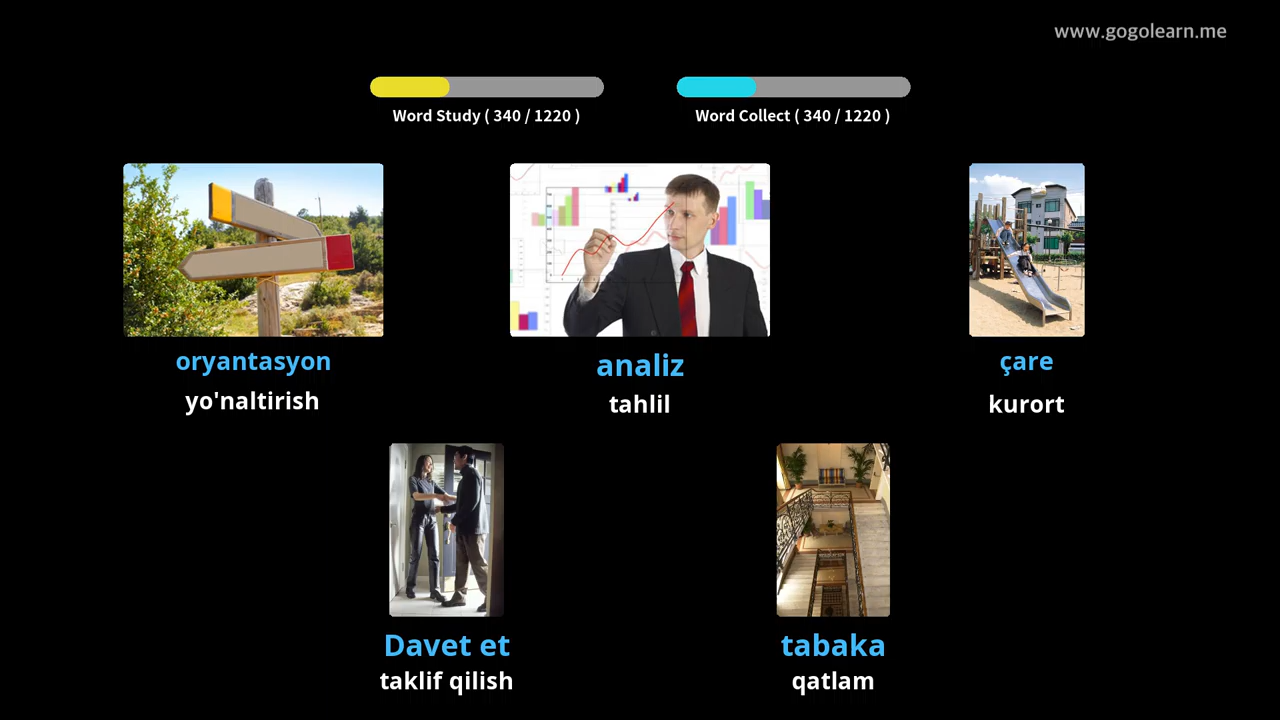 www.gogolearn.me
Word Study ( 340 / 1220 )
Word Collect ( 340 / 1220 )
oryantasyon
yo'naltirish
analiz
tahlil
çare
kurort
Davet et
taklif qilish
tabaka
qatlam